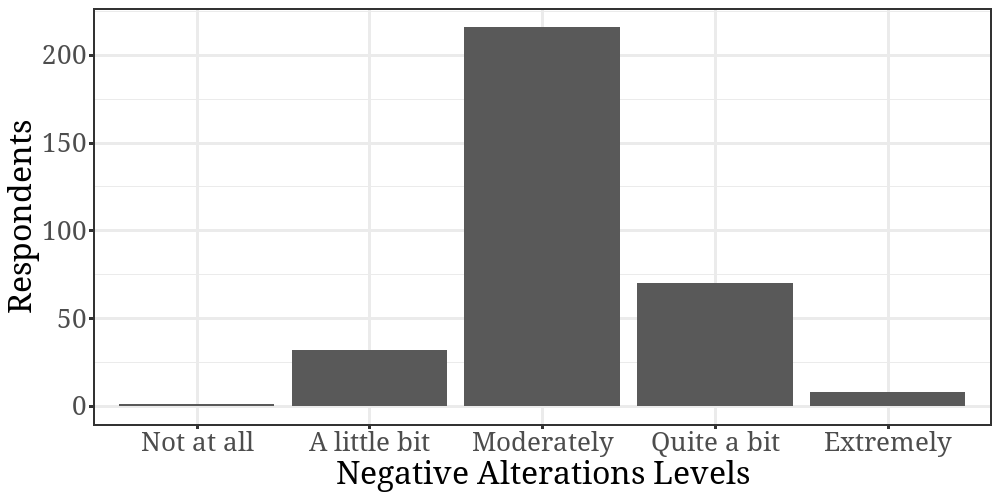 Respondents
200
150
100
50
0
Not at all
A little bit
Moderately
Quite a bit
Extremely
Negative Alterations Levels